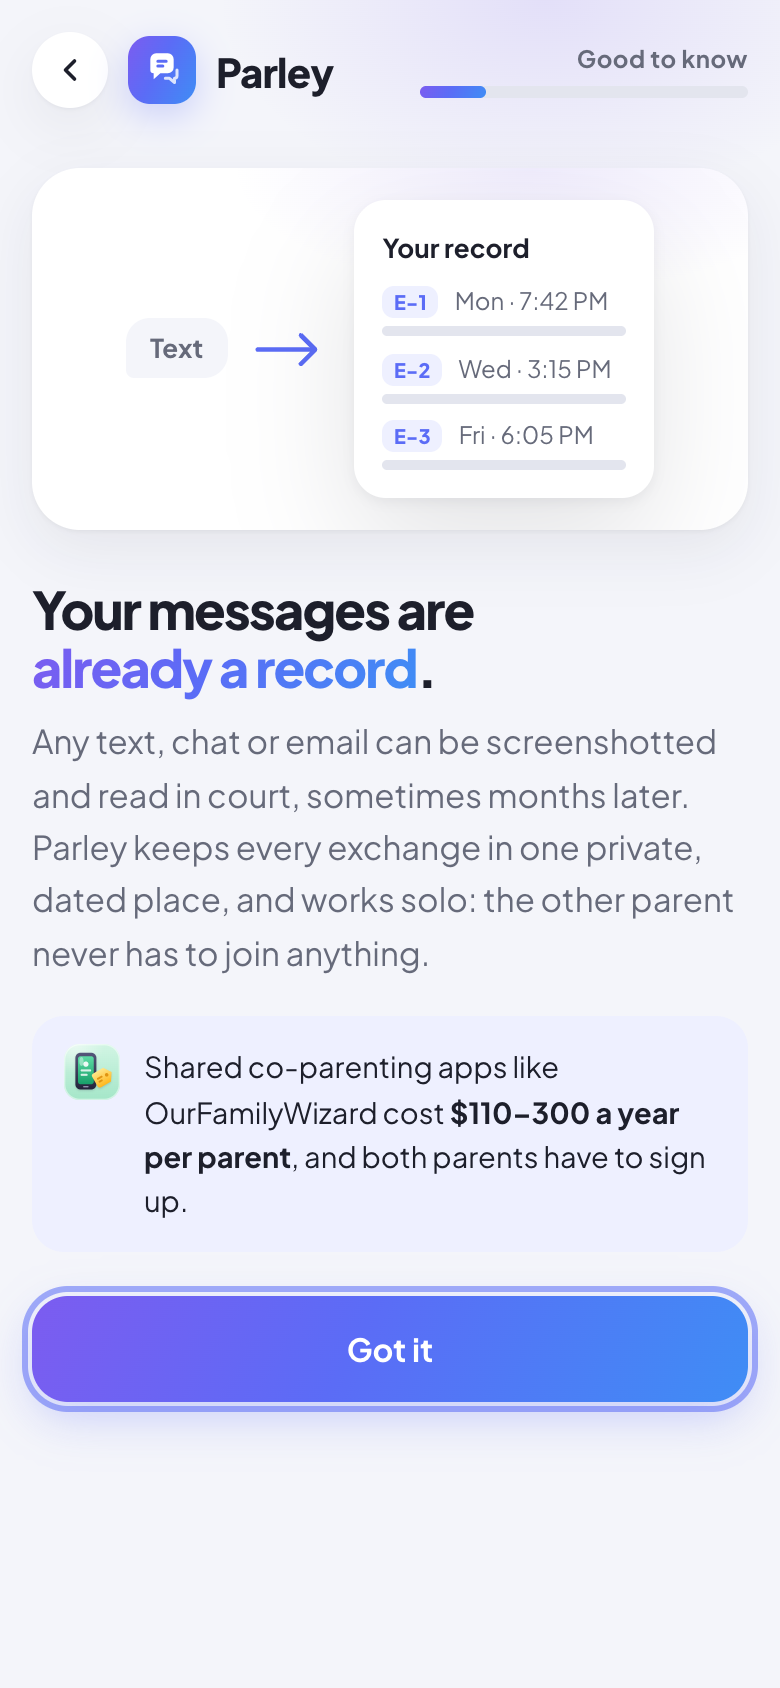 Parley
Good to know
Text
Your record
E-1 Mon · 7:42 PM
E-2 Wed · 3:15 PM
E-3 Fri · 6:05 PM
Your messages are
already a record.
Any text, chat or email can be screenshotted
and read in court, sometimes months later.
Parley keeps every exchange in one private,
dated place, and works solo: the other parent
never has to join anything.
Shared co-parenting apps like
OurFamilyWizard cost $110–300 a year
per parent, and both parents have to sign
up.
Got it